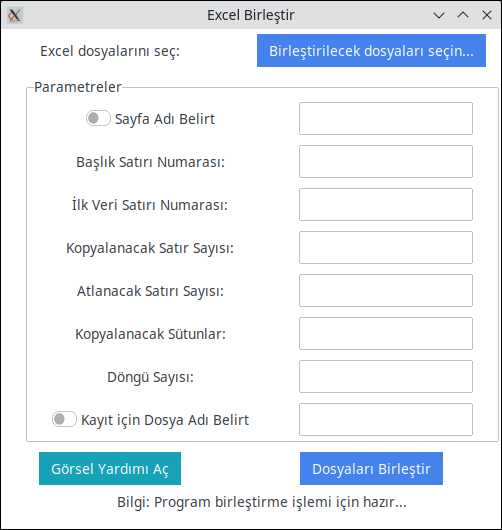 Excel Birleştir
Excel dosyalarını seç: Birleştirilecek dosyaları seçin...
Parametreler
Sayfa Adı Belirt
Başlık Satırı Numarası:
İlk Veri Satırı Numarası:
Kopyalanacak Satır Sayısı:
Atlanacak Satırı Sayısı:
Kopyalanacak Sütunlar:
Döngü Sayısı:
Kayıt için Dosya Adı Belirt
Görsel Yardımı Aç Dosyaları Birleştir
Bilgi: Program birleştirme işlemi için hazır...